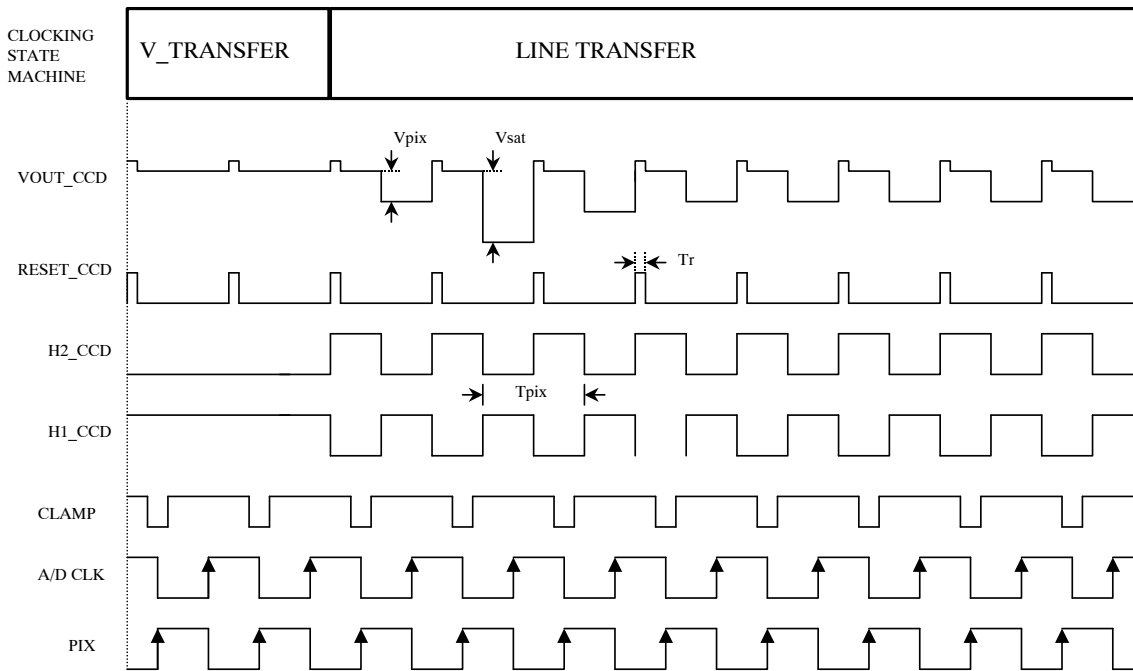 CLOCKING
STATE
MACHINE
V_TRANSFER
LINE TRANSFER
Vpix
Vsat
VOUT_CCD
RESET_CCD
Tr
H2_CCD
Tpix
H1_CCD
CLAMP
A/D CLK
PIX